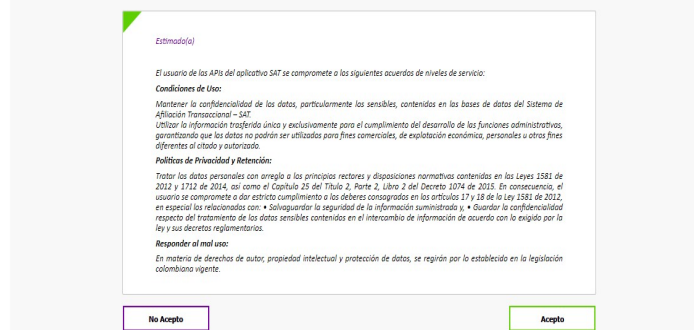 Estimado(a)
El usuario de las APIs del aplicativo SAT se compromete a los siguientes acuerdos de niveles de servicio:
Condiciones de Uso:
Mantener la confidencialidad de los datos, particularmente los sensibles, contenidos en las bases de datos del Sistema de
Afiliación Transaccional – SAT.
Utilizar la información trasferida única y exclusivamente para el cumplimiento del desarrollo de las funciones administrativas,
garantizando que los datos no podrán ser utilizados para fines comerciales, de explotación económica, personales u otros fines
diferentes al citado y autorizado.
Políticas de Privacidad y Retención:
Tratar los datos personales con arreglo a los principios rectores y disposiciones normativas contenidas en las Leyes 1581 de
2012 y 1712 de 2014, así como el Capítulo 25 del Título 2, Parte 2, Libro 2 del Decreto 1074 de 2015. En consecuencia, el
usuario se compromete a dar estricto cumplimiento a los deberes consagrados en los artículos 17 y 18 de la Ley 1581 de 2012,
en especial los relacionados con: • Salvaguardar la seguridad de la información suministrada y, • Guardar la confidencialidad
respecto del tratamiento de los datos sensibles contenidos en el intercambio de información de acuerdo con lo exigido por la
ley y sus decretos reglamentarios.
Responder al mal uso:
En materia de derechos de autor, propiedad intelectual y protección de datos, se regirán por lo establecido en la legislación
colombiana vigente.
No Acepto
Acepto